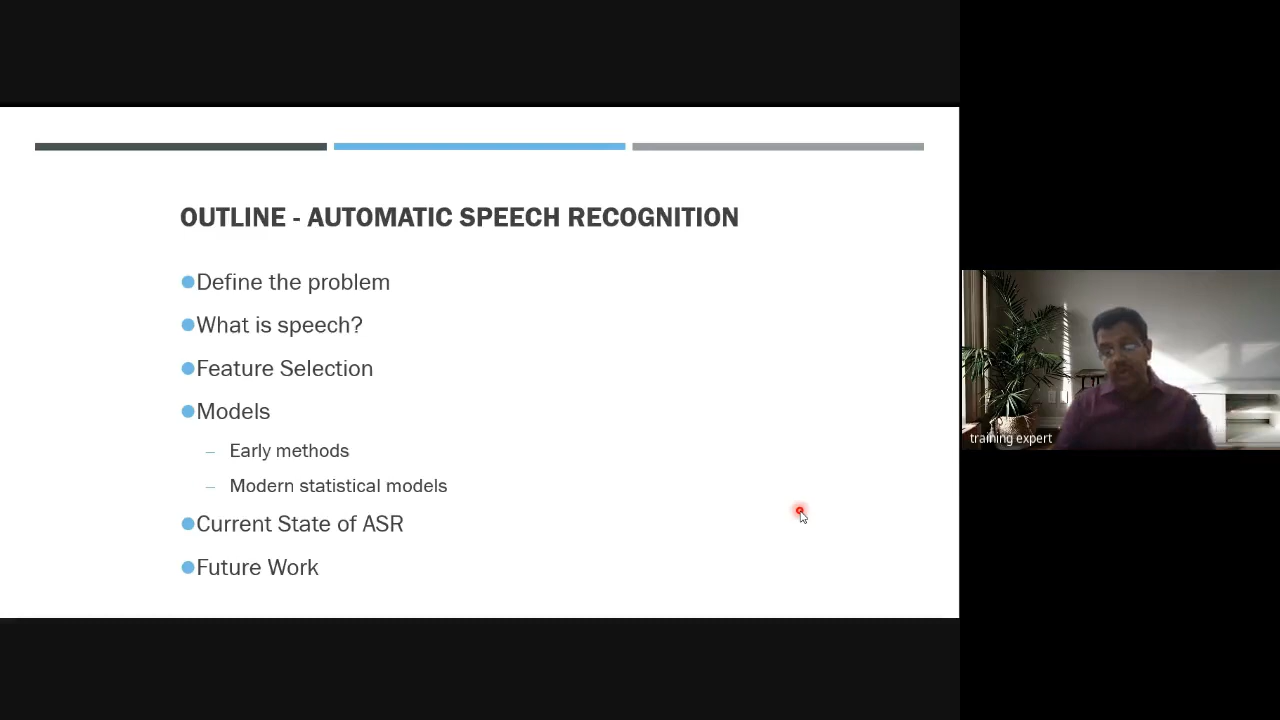 OUTLINE - AUTOMATIC SPEECH RECOGNITION
Define the problem
What is speech?
Feature Selection
Models
– Early methods
– Modern statistical models
Current State of ASR
Future Work
training expert